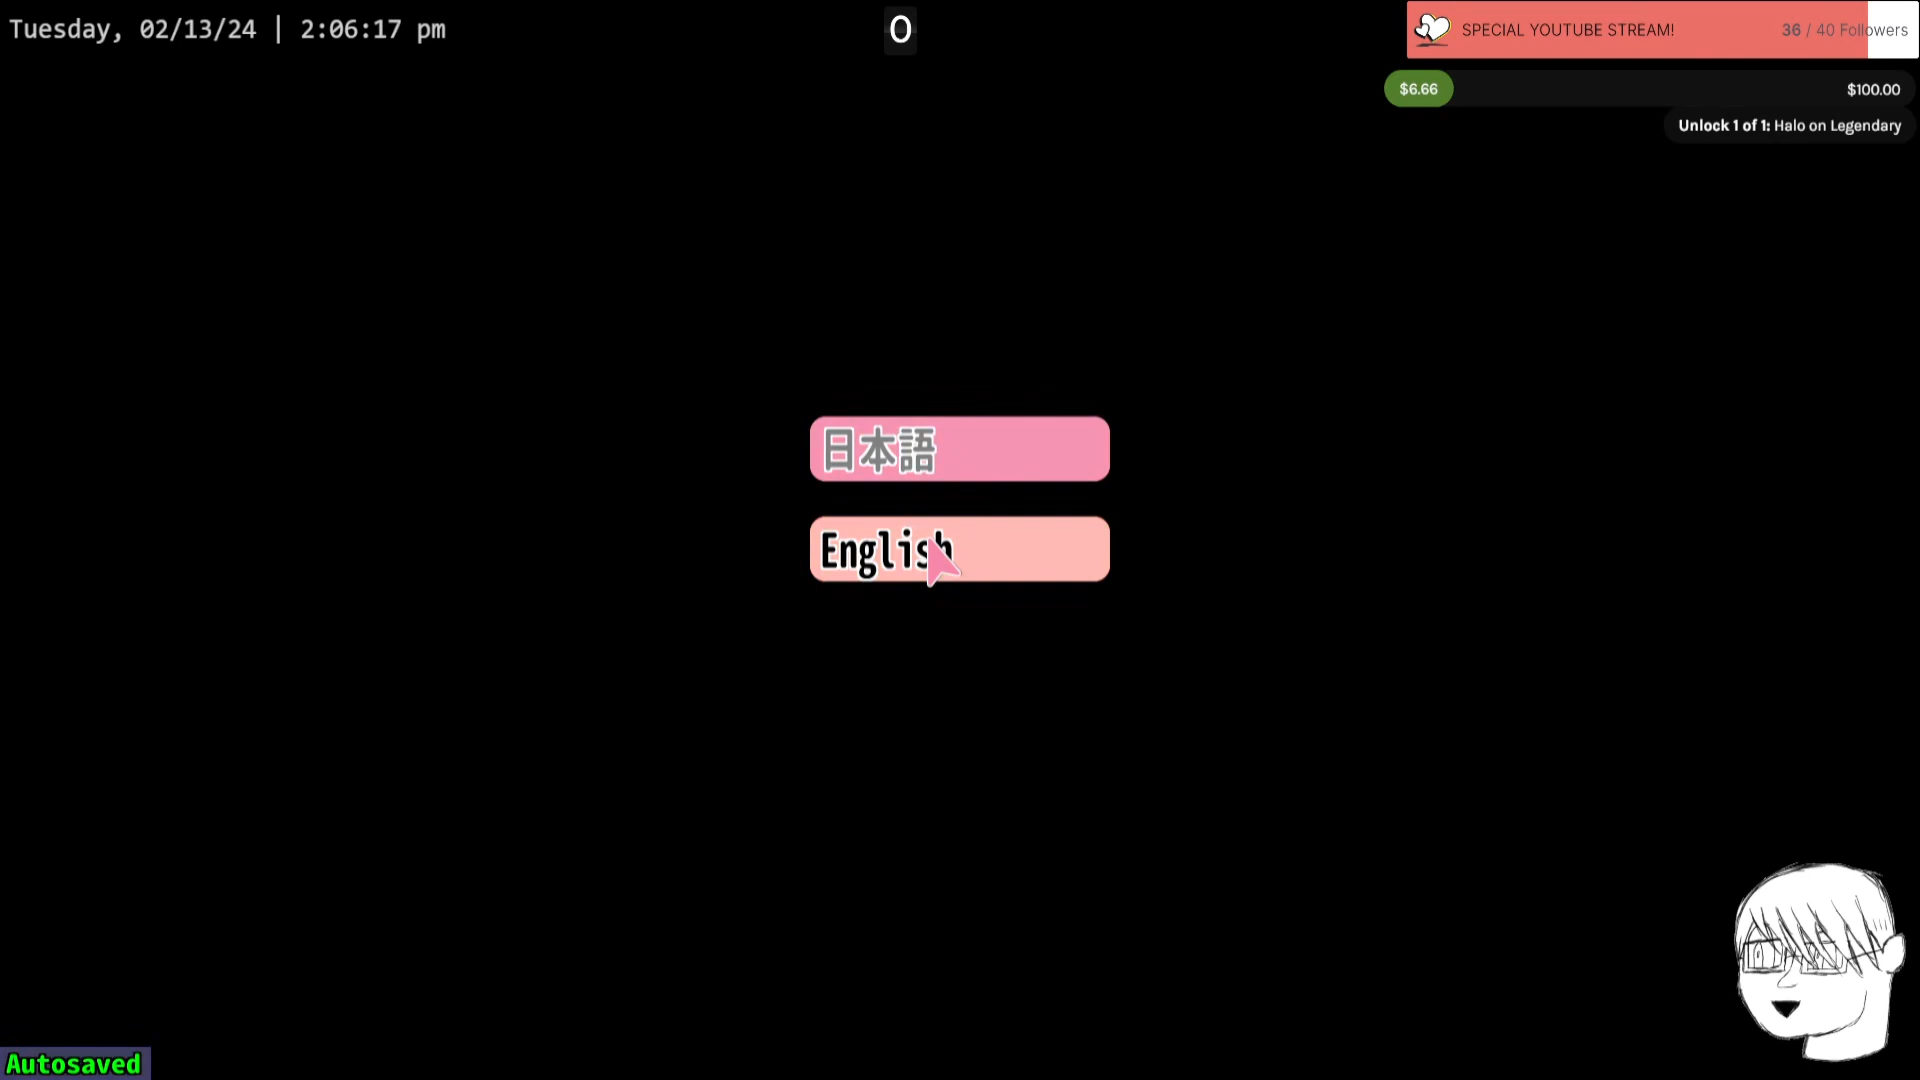 Tuesday, 02/13/24 | 2:06:17 pm
0
SPECIAL YOUTUBE STREAM!
36 / 40 Followers
$6.66
$100.00
Unlock 1 of 1: Halo on Legendary
日本語
English
Autosaved